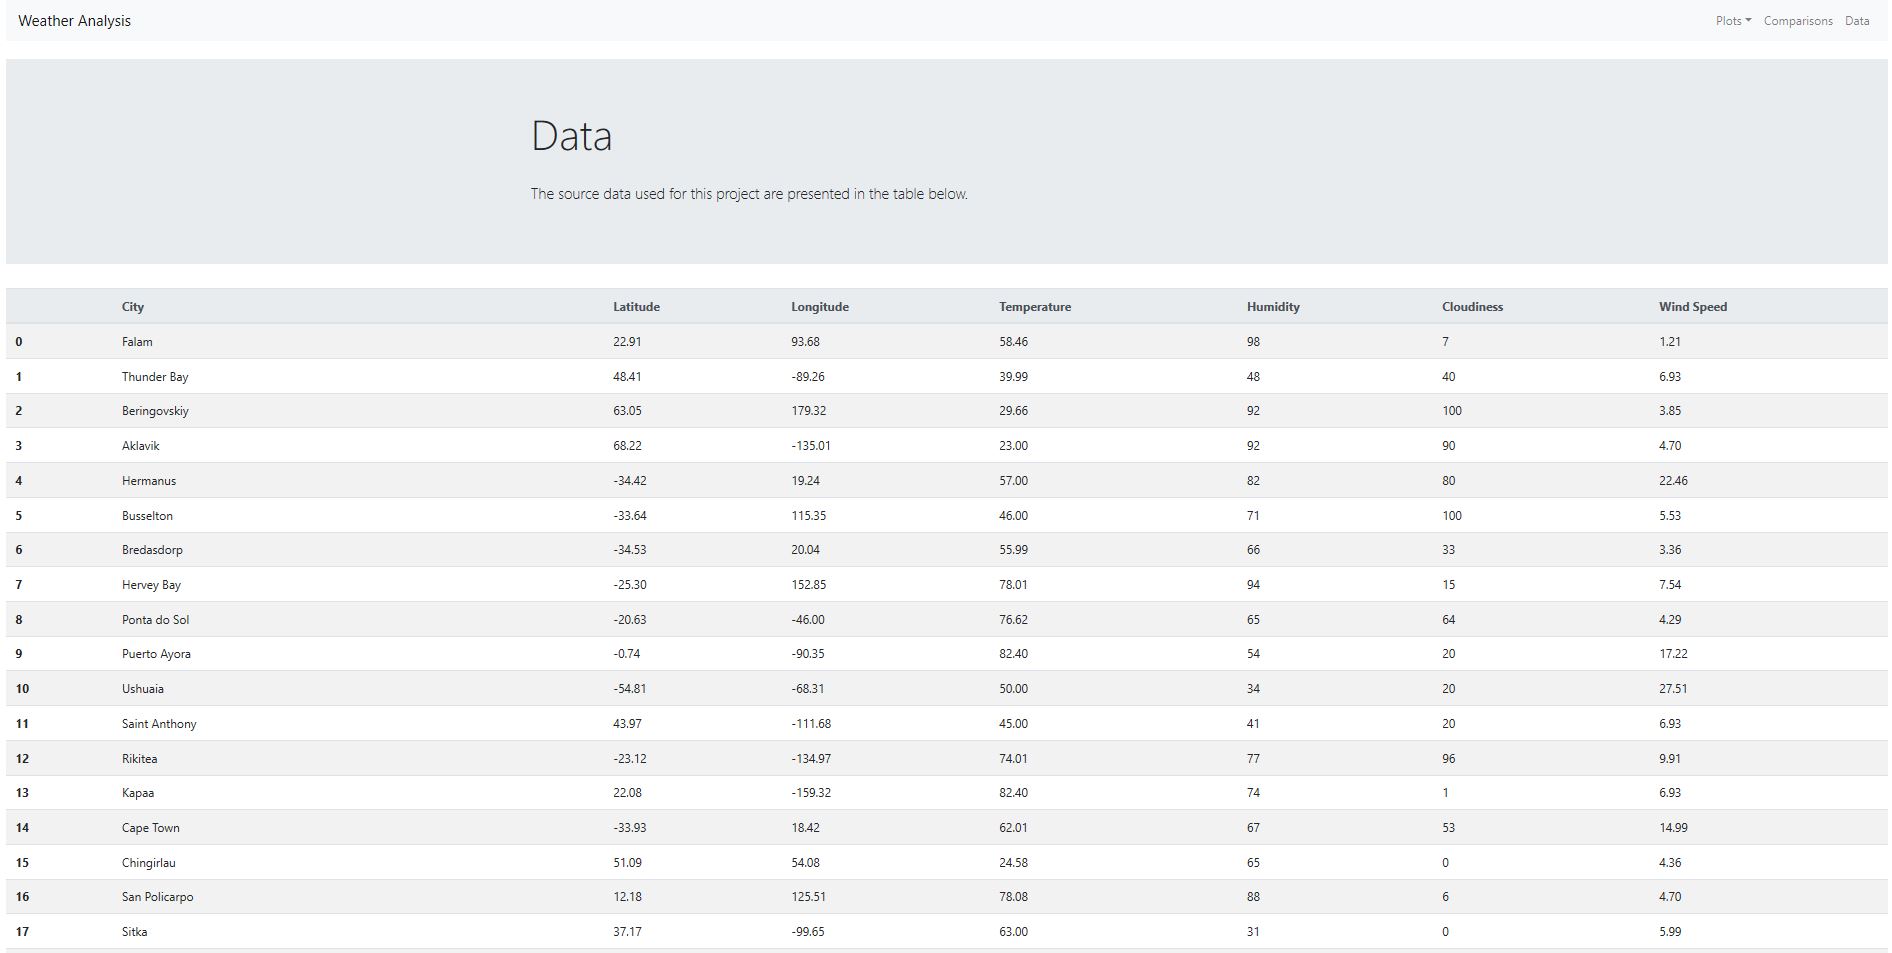 Weather Analysis Plots Comparisons Data
Data
The source data used for this project are presented in the table below.
City Latitude Longitude Temperature Humidity Cloudiness Wind Speed
0 Falam 22.91 93.68 58.46 98 7 1.21
1 Thunder Bay 48.41 -89.26 39.99 48 40 6.93
2 Beringovskiy 63.05 179.32 29.66 92 100 3.85
3 Aklavik 68.22 -135.01 23.00 92 90 4.70
4 Hermanus -34.42 19.24 57.00 82 80 22.46
5 Busselton -33.64 115.35 46.00 71 100 5.53
6 Bredasdorp -34.53 20.04 55.99 66 33 3.36
7 Hervey Bay -25.30 152.85 78.01 94 15 7.54
8 Ponta do Sol -20.63 -46.00 76.62 65 64 4.29
9 Puerto Ayora -0.74 -90.35 82.40 54 20 17.22
10 Ushuaia -54.81 -68.31 50.00 34 20 27.51
11 Saint Anthony 43.97 -111.68 45.00 41 20 6.93
12 Rikitea -23.12 -134.97 74.01 77 96 9.91
13 Kapaa 22.08 -159.32 82.40 74 1 6.93
14 Cape Town -33.93 18.42 62.01 67 53 14.99
15 Chingirlau 51.09 54.08 24.58 65 0 4.36
16 San Policarpo 12.18 125.51 78.08 88 6 4.70
17 Sitka 37.17 -99.65 63.00 31 0 5.99